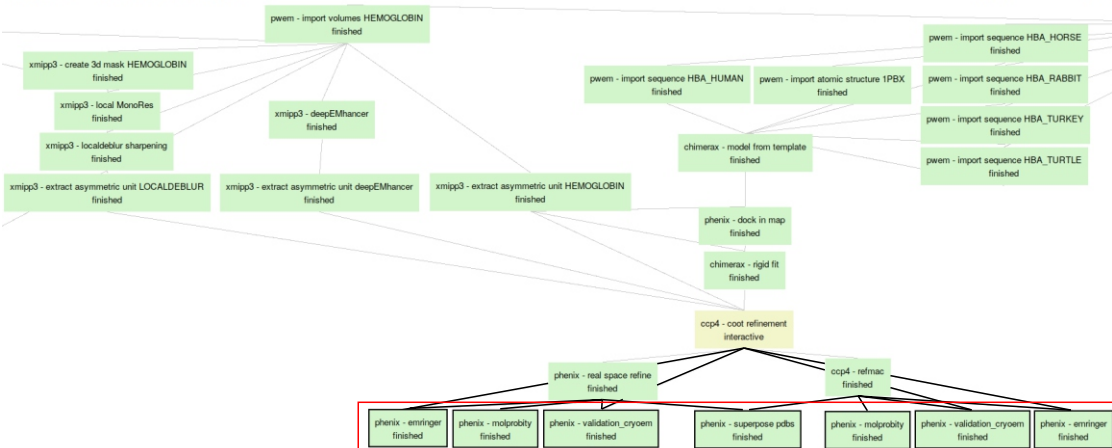 pwem - import volumes HEMOGLOBIN
finished
pwem - import sequence HBA_HORSE
finished
xmipp3 - create 3d mask HEMOGLOBIN
finished
pwem - import sequence HBA_HUMAN
finished
pwem - import atomic structure 1PBX
finished
pwem - import sequence HBA_RABBIT
finished
xmipp3 - local MonoRes
finished
xmipp3 - deepEMhancer
finished
pwem - import sequence HBA_TURKEY
finished
xmipp3 - localdeblur sharpening
finished
chimerax - model from template
finished
pwem - import sequence HBA_TURTLE
finished
xmipp3 - extract asymmetric unit LOCALDEBLUR
finished
xmipp3 - extract asymmetric unit deepEMhancer
finished
xmipp3 - extract asymmetric unit HEMOGLOBIN
finished
phenix - dock in map
finished
chimerax - rigid fit
finished
ccp4 - coot refinement
interactive
phenix - real space refine
finished
ccp4 - refmac
finished
phenix - emringer
finished
phenix - molprobity
finished
phenix - validation_cryoem
finished
phenix - superpose pdbs
finished
phenix - molprobity
finished
phenix - validation_cryoem
finished
phenix - emringer
finished